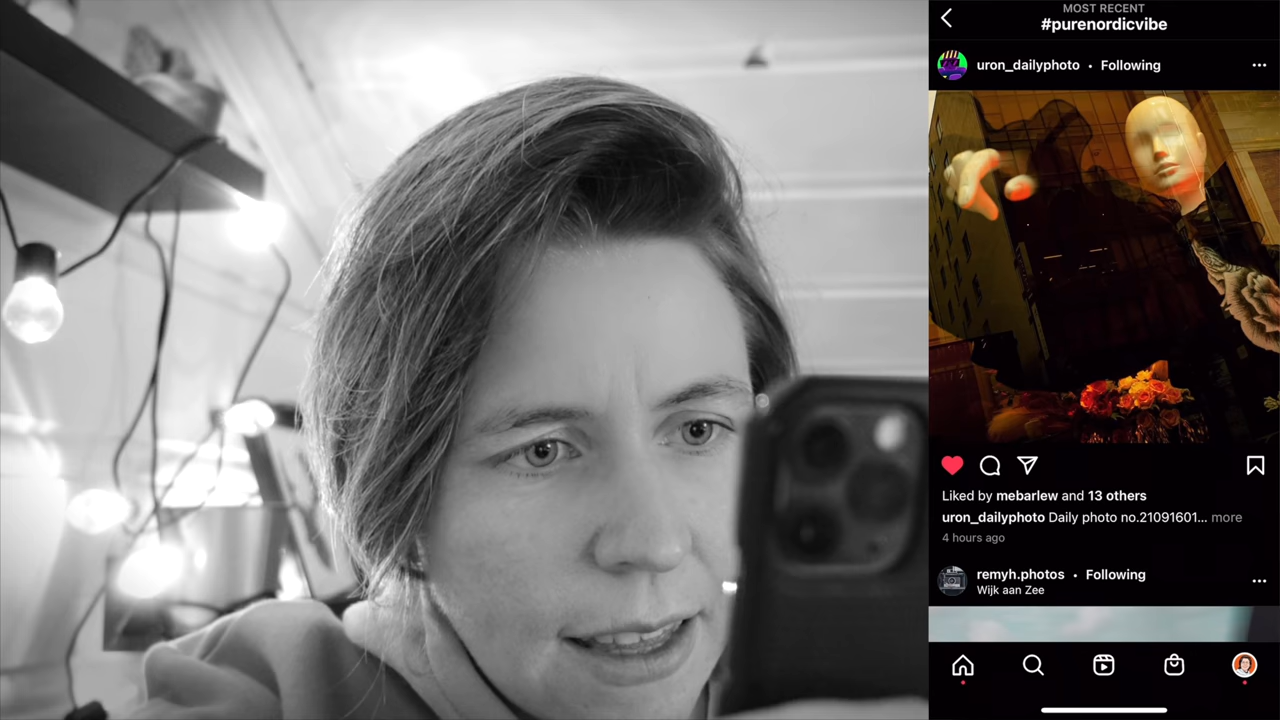 MOST RECENT
#purenordicvibe
uron_dailyphoto • Following
Liked by mebarlew and 13 others
uron_dailyphoto Daily photo no.21091601... more
4 hours ago
remyh.photos • Following
Wijk aan Zee